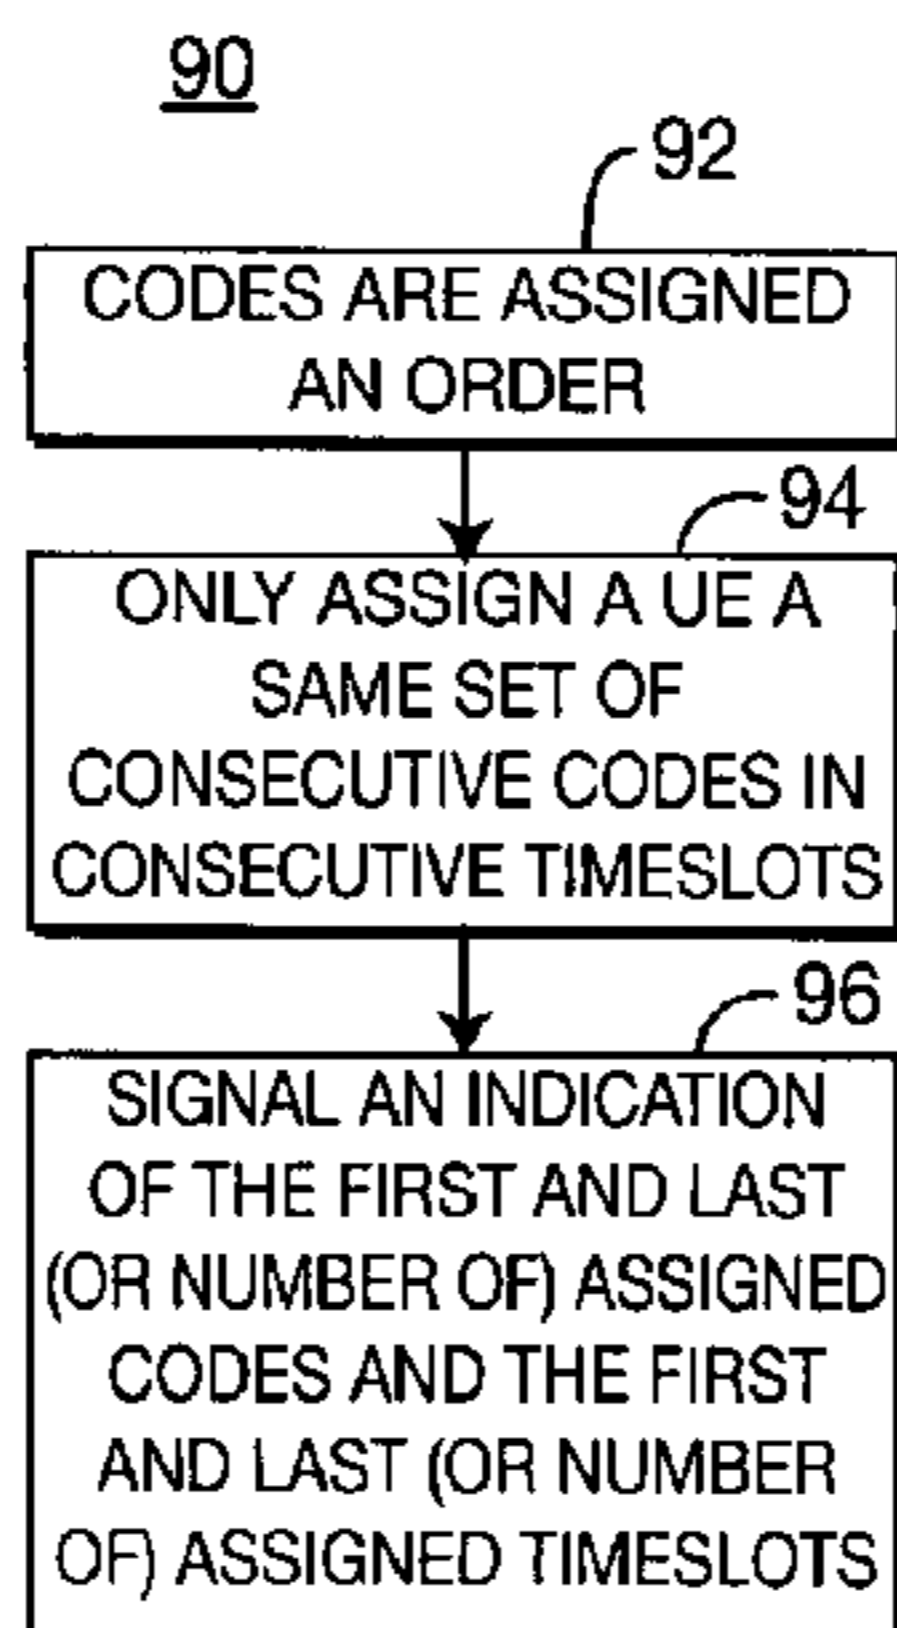 90
92
CODES ARE ASSIGNED
AN ORDER
94
ONLY ASSIGN A UE A
SAME SET OF
CONSECUTIVE CODES IN
CONSECUTIVE TIMESLOTS
96
SIGNAL AN INDICATION
OF THE FIRST AND LAST
(OR NUMBER OF) ASSIGNED
CODES AND THE FIRST
AND LAST (OR NUMBER
OF) ASSIGNED TIMESLOTS